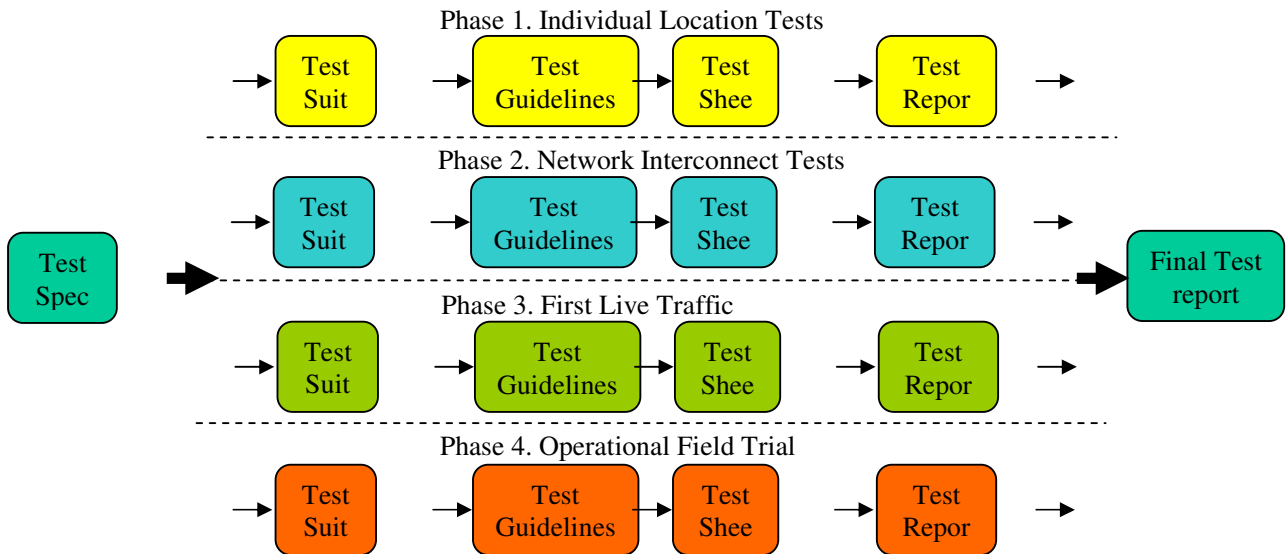 Phase 1. Individual Location Tests
Test
Suit
Test
Guidelines
Test
Shee
Test
Repor
Phase 2. Network Interconnect Tests
Test
Suit
Test
Guidelines
Test
Shee
Test
Repor
Test
Spec
Final Test
report
Phase 3. First Live Traffic
Test
Suit
Test
Guidelines
Test
Shee
Test
Repor
Phase 4. Operational Field Trial
Test
Suit
Test
Guidelines
Test
Shee
Test
Repor